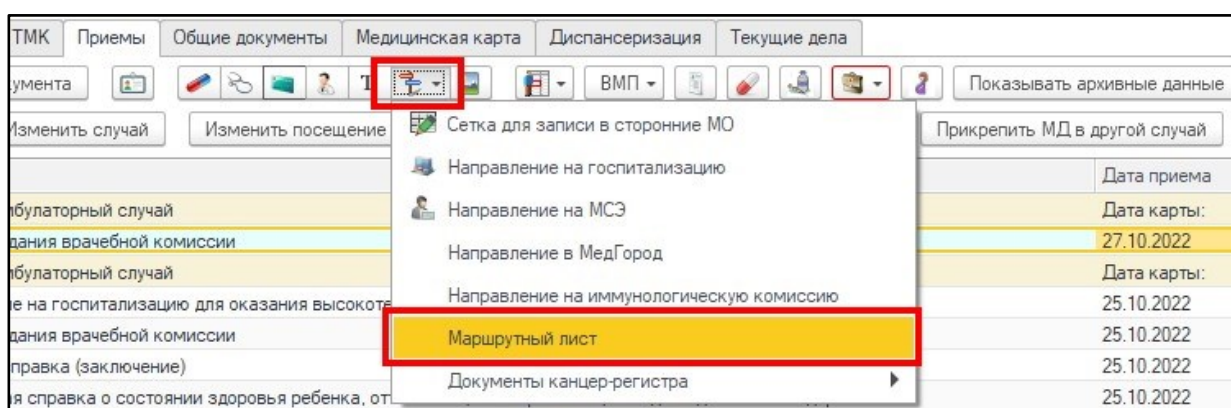 ТМК Приемы Общие документы Медицинская карта Диспансеризация Текущие дела
умента Т ВМП Показывать архивные данные
Изменить случай Изменить посещение Прикрепить МД в другой случай
Сетка для записи в сторонние МО
Направление на госпитализацию
Направление на МСЭ
Направление в МедГород
Направление на иммунологическую комиссию
Маршрутный лист
Документы канцер-регистра
Дата приема
ибулаторный случай Дата карты:
дания врачебной комиссии 27.10.2022
ибулаторный случай Дата карты:
ие на госпитализацию для оказания высокоте 25.10.2022
дания врачебной комиссии 25.10.2022
правка (заключение) 25.10.2022
я справка о состоянии здоровья ребенка, от 25.10.2022